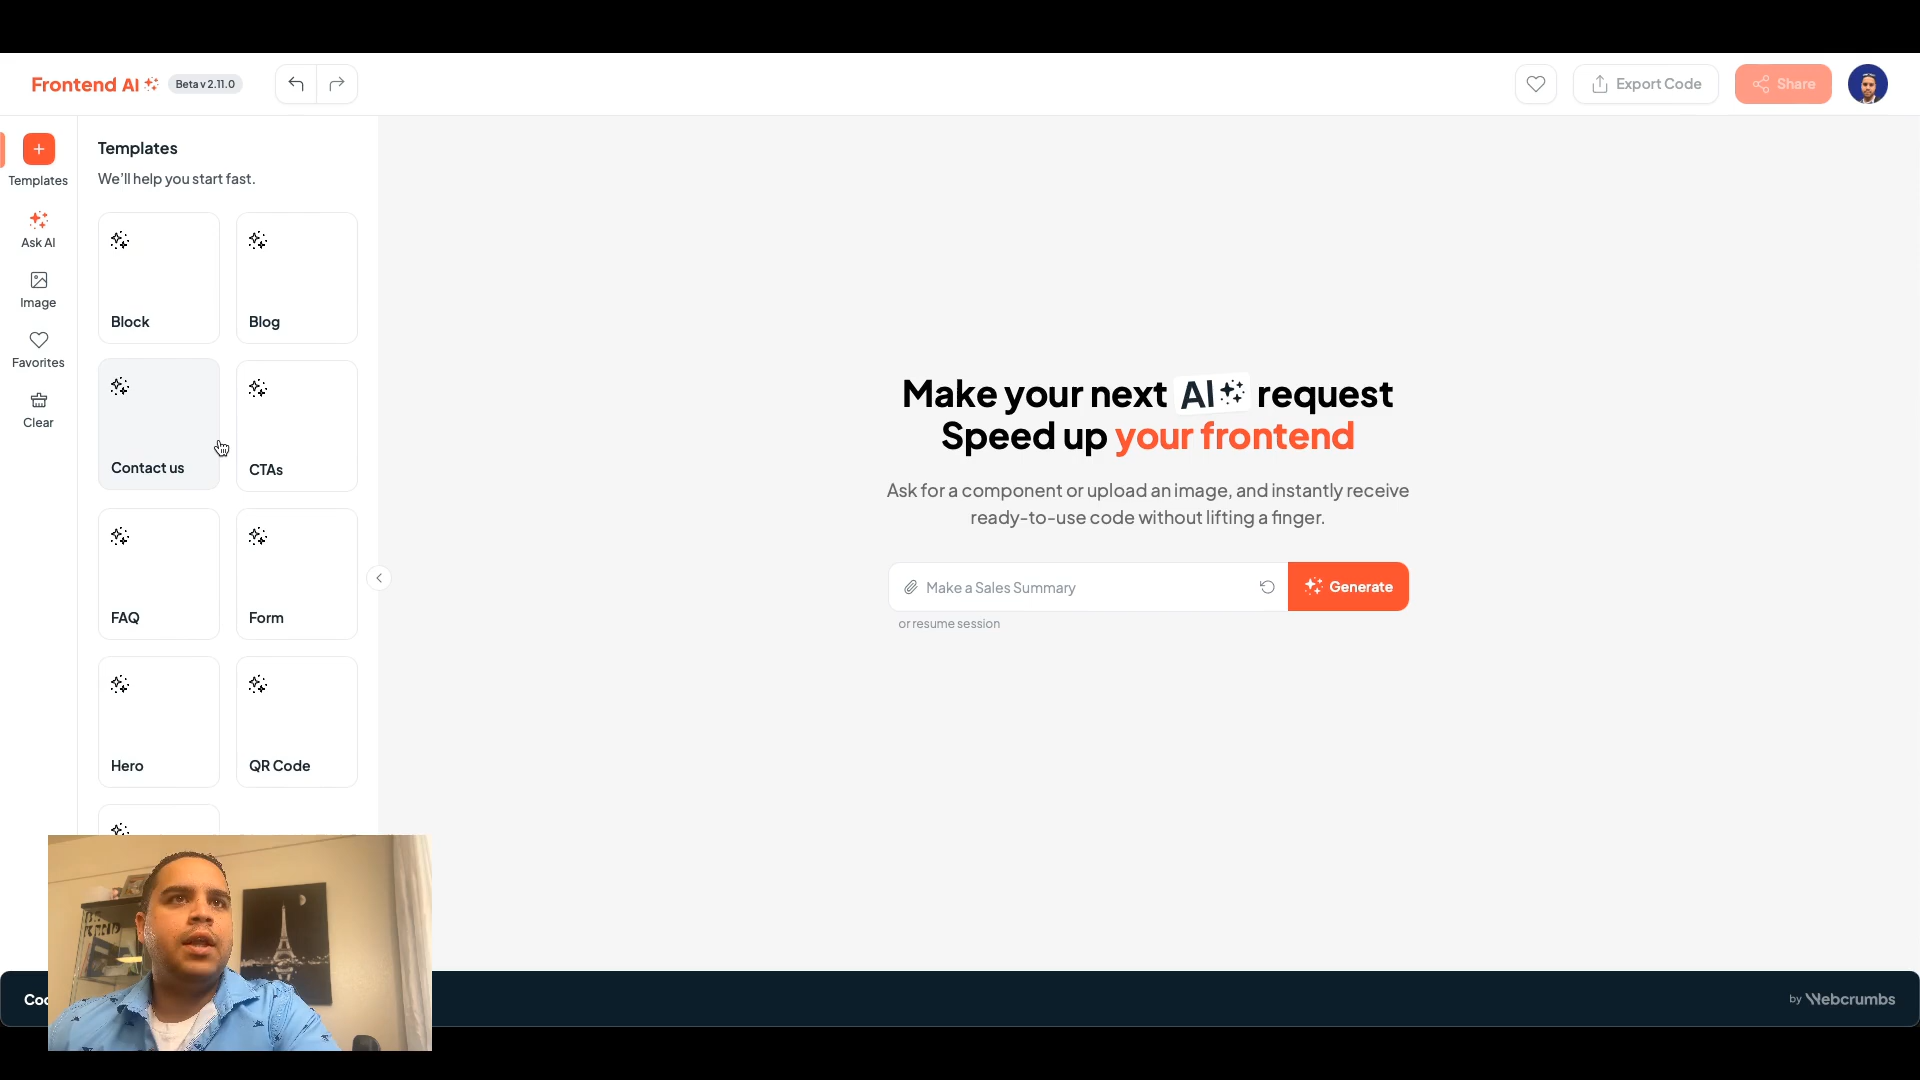 Frontend AI
Beta v 2.11.0
Export Code
Share
Templates
Ask AI
Image
Favorites
Clear
Templates
We'll help you start fast.
Block
Blog
Contact us
CTAs
FAQ
Form
Hero
QR Code
Make your next AI request
Speed up your frontend
Ask for a component or upload an image, and instantly receive
ready-to-use code without lifting a finger.
Make a Sales Summary
Generate
or resume session
by Webcrumbs